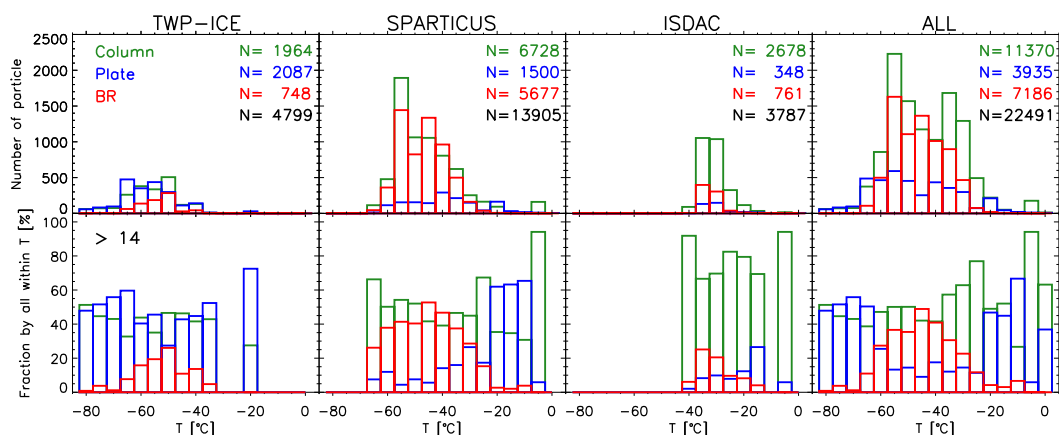 TWP-ICE SPARTICUS ISDAC ALL
Number of particle
2500
2000
1500
1000
500
0
Column N= 1964
Plate N= 2087
BR N= 748
N= 4799
N= 6728
N= 1500
N= 5677
N=13905
N= 2678
N= 348
N= 761
N= 3787
N=11370
N= 3935
N= 7186
N=22491
Fraction by all within T [%]
100
80
60
40
20
0
> 14
-80 -60 -40 -20 0
-80 -60 -40 -20 0
-80 -60 -40 -20 0
-80 -60 -40 -20 0
T [°C] T [°C] T [°C] T [°C]